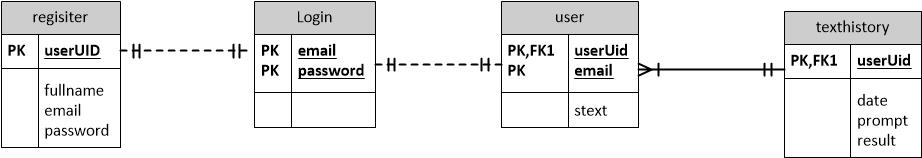 regisiter
PK userUID
fullname
email
password
Login
PK email
PK password
user
PK,FK1 userUid
PK email
stext
texthistory
PK,FK1 userUid
date
prompt
result